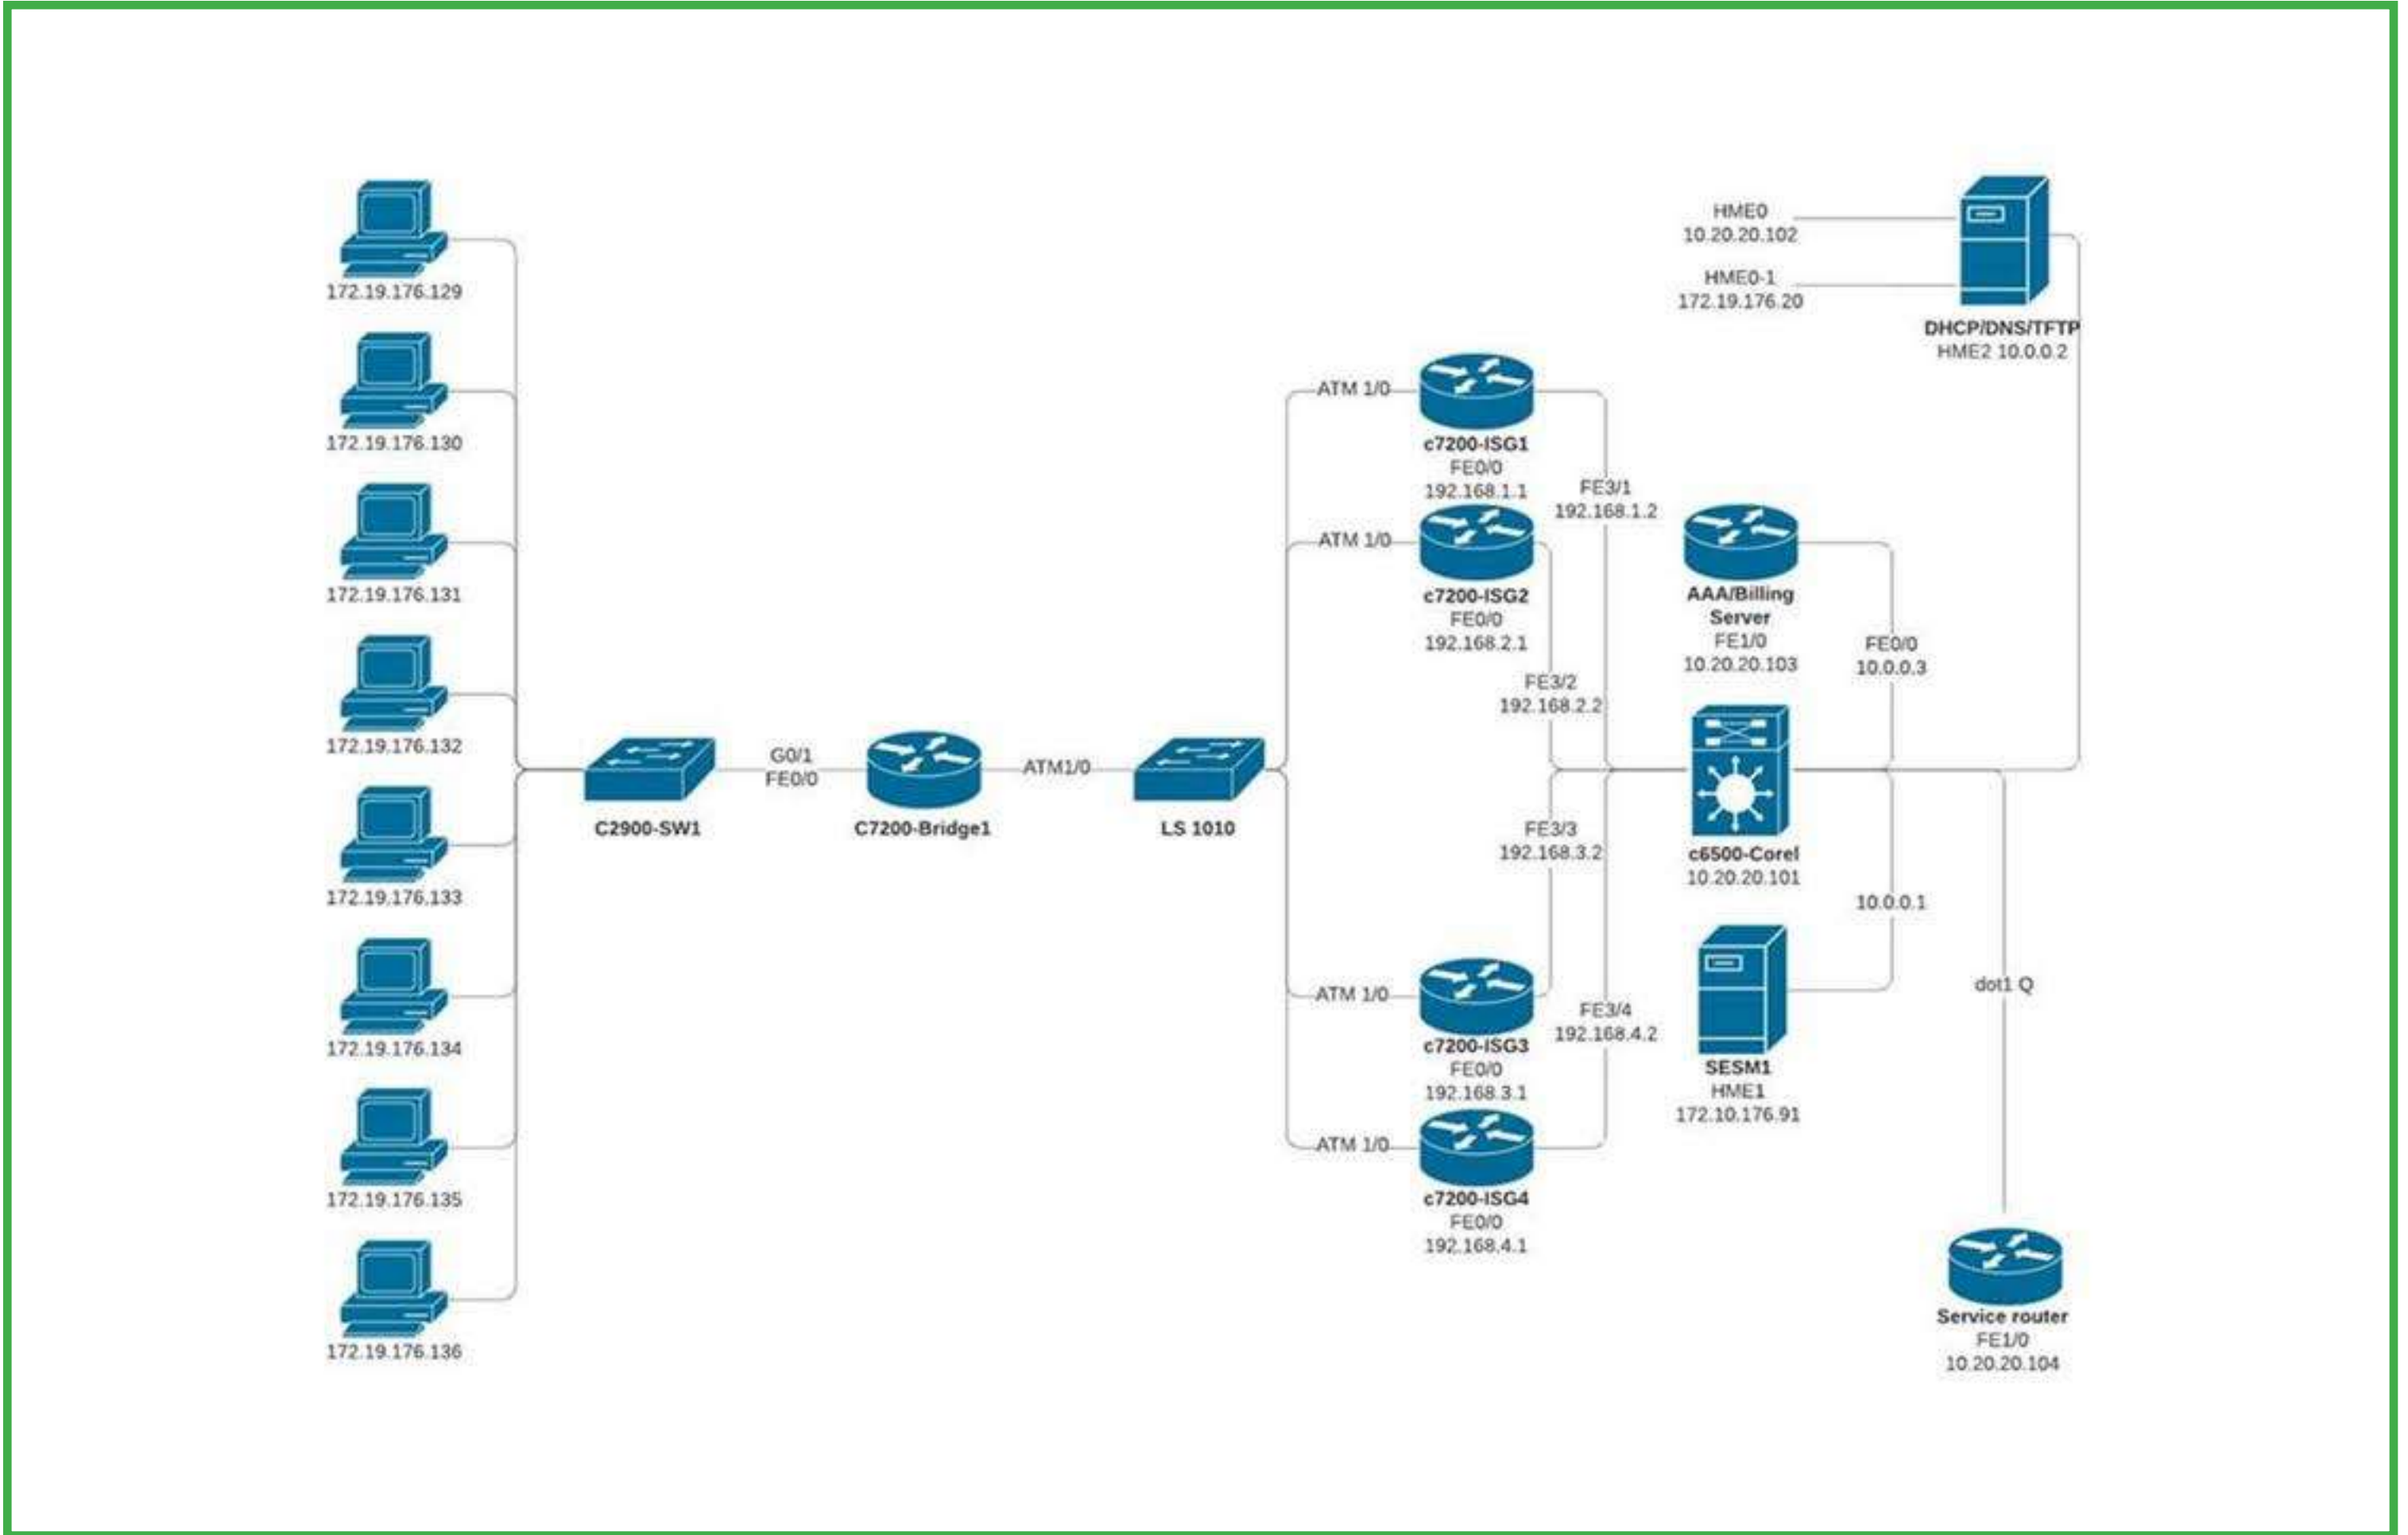 172.19.176.129
172.19.176.130
172.19.176.131
172.19.176.132
172.19.176.133
172.19.176.134
172.19.176.135
172.19.176.136
C2900-SW1
G0/1
FE0/0
C7200-Bridge1
ATM1/0
LS 1010
ATM 1/0
ATM 1/0
ATM 1/0
ATM 1/0
c7200-ISG1
FE0/0
192.168.1.1
c7200-ISG2
FE0/0
192.168.2.1
c7200-ISG3
FE0/0
192.168.3.1
c7200-ISG4
FE0/0
192.168.4.1
FE3/1
192.168.1.2
FE3/2
192.168.2.2
FE3/3
192.168.3.2
FE3/4
192.168.4.2
HME0
10.20.20.102
HME0-1
172.19.176.20
DHCP/DNS/TFTP
HME2 10.0.0.2
AAA/Billing
Server
FE1/0
10.20.20.103
FE0/0
10.0.0.3
c6500-Corel
10.20.20.101
10.0.0.1
SESM1
HME1
172.10.176.91
dot1 Q
Service router
FE1/0
10.20.20.104